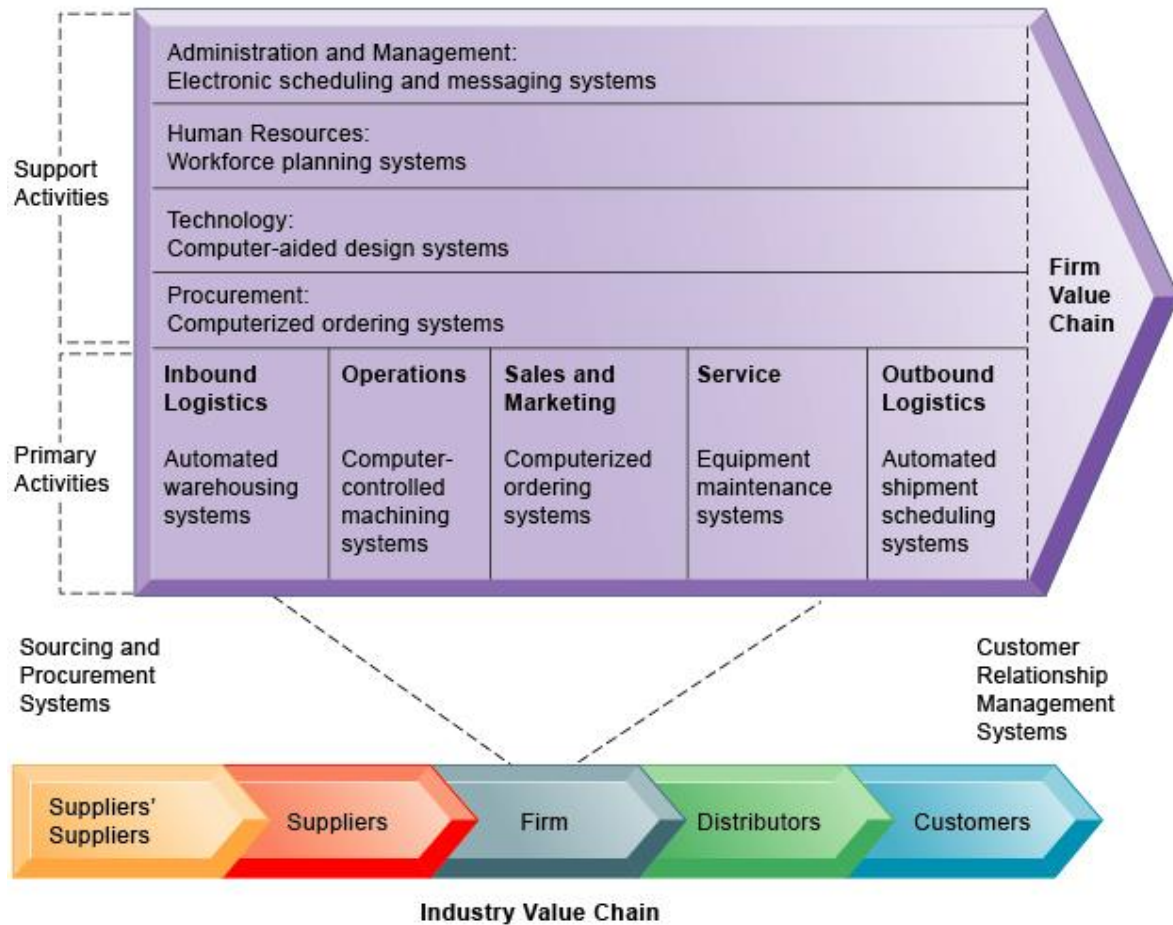 Administration and Management:
Electronic scheduling and messaging systems
Human Resources:
Workforce planning systems
Support
Activities
Technology:
Computer-aided design systems
Procurement:
Computerized ordering systems
Firm
Value
Chain
Primary
Activities
Inbound
Logistics
Automated
warehousing
systems
Operations
Computer-
controlled
machining
systems
Sales and
Marketing
Computerized
ordering
systems
Service
Equipment
maintenance
systems
Outbound
Logistics
Automated
shipment
scheduling
systems
Sourcing and
Procurement
Systems
Customer
Relationship
Management
Systems
Suppliers'
Suppliers
Suppliers
Firm
Distributors
Customers
Industry Value Chain